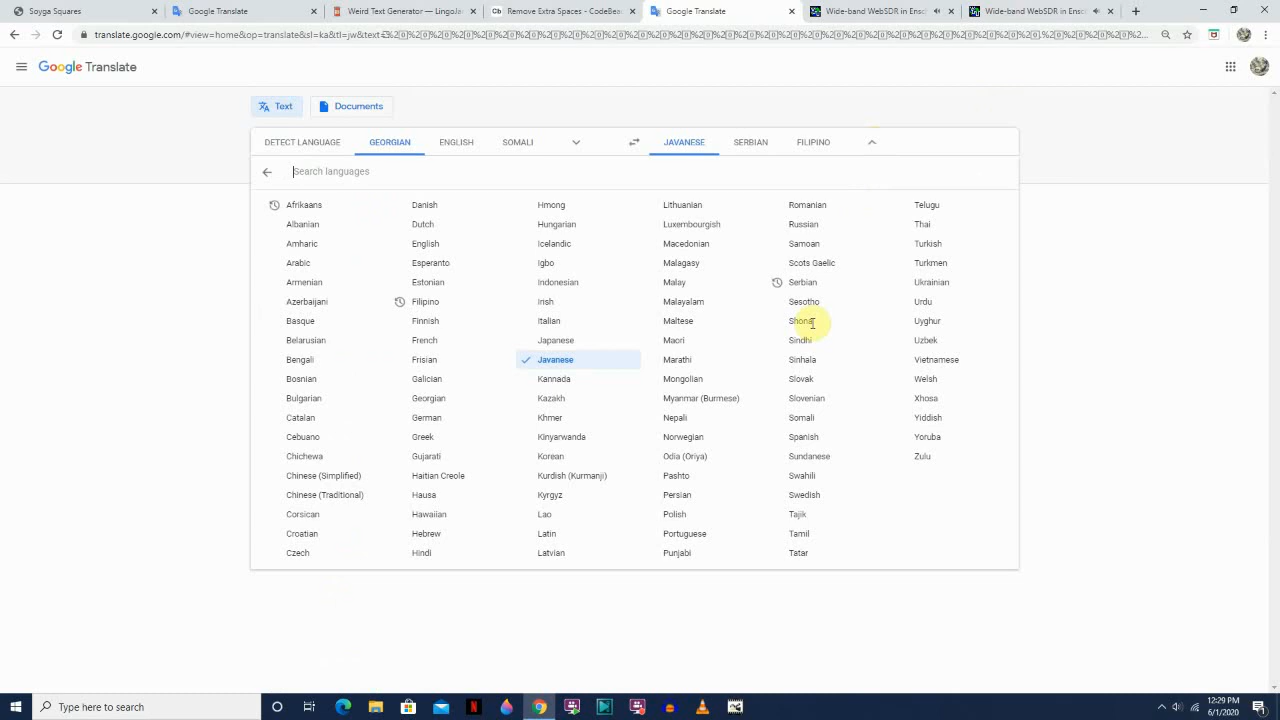 Soyga Squares
Google Translate
Weird Text Generator — LingoJa
Remove Extra Spaces - CodeBea
Google Translate
Wide-band WebSDR in Ensc
Wide-band WebSDR in Ensc
Google Translate
Text
Documents
DETECT LANGUAGE GEORGIAN ENGLISH SOMALI JAVANESE SERBIAN FILIPINO
Search languages
Afrikaans Danish Hmong Lithuanian Romanian Telugu
Albanian Dutch Hungarian Luxembourgish Russian Thai
Amharic English Icelandic Macedonian Samoan Turkish
Arabic Esperanto Igbo Malagasy Scots Gaelic Turkmen
Armenian Estonian Indonesian Malay Serbian Ukrainian
Azerbaijani Filipino Irish Malayalam Sesotho Urdu
Basque Finnish Italian Maltese Shona Uyghur
Belarusian French Japanese Maori Sindhi Uzbek
Bengali Frisian Javanese Marathi Sinhala Vietnamese
Bosnian Galician Kannada Mongolian Slovak Welsh
Bulgarian Georgian Kazakh Myanmar (Burmese) Slovenian Xhosa
Catalan German Khmer Nepali Somali Yiddish
Cebuano Greek Kinyarwanda Norwegian Spanish Yoruba
Chichewa Gujarati Korean Odia (Oriya) Sundanese Zulu
Chinese (Simplified) Haitian Creole Kurdish (Kurmanji) Pashto Swahili
Chinese (Traditional) Hausa Kyrgyz Persian Swedish
Corsican Hawaiian Lao Polish Tajik
Croatian Hebrew Latin Portuguese Tamil
Czech Hindi Latvian Punjabi Tatar
Type here to search
12:29 PM
6/1/2020